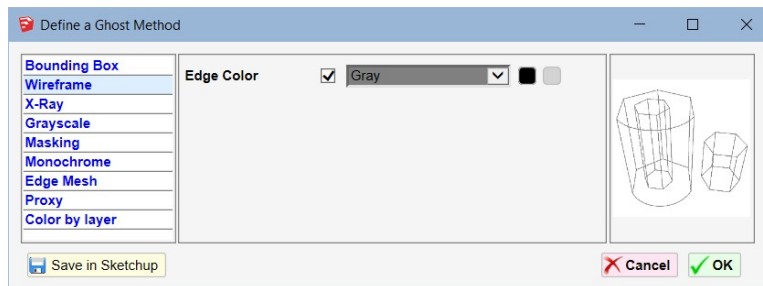 Define a Ghost Method
Bounding Box
Wireframe
X-Ray
Grayscale
Masking
Monochrome
Edge Mesh
Proxy
Color by layer
Edge Color
Gray
Save in Sketchup
Cancel
OK